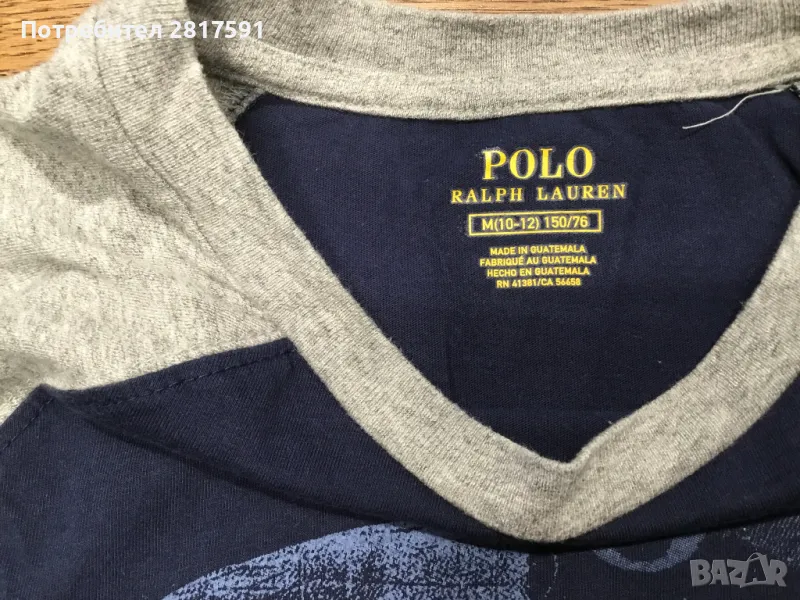 Потребител 2817591
POLO
RALPH LAUREN
M(10-12) 150/76
MADE IN GUATEMALA
FABRIQUÉ AU GUATEMALA
HECHO EN GUATEMALA
RN 41381/CA 56658
BAZAR